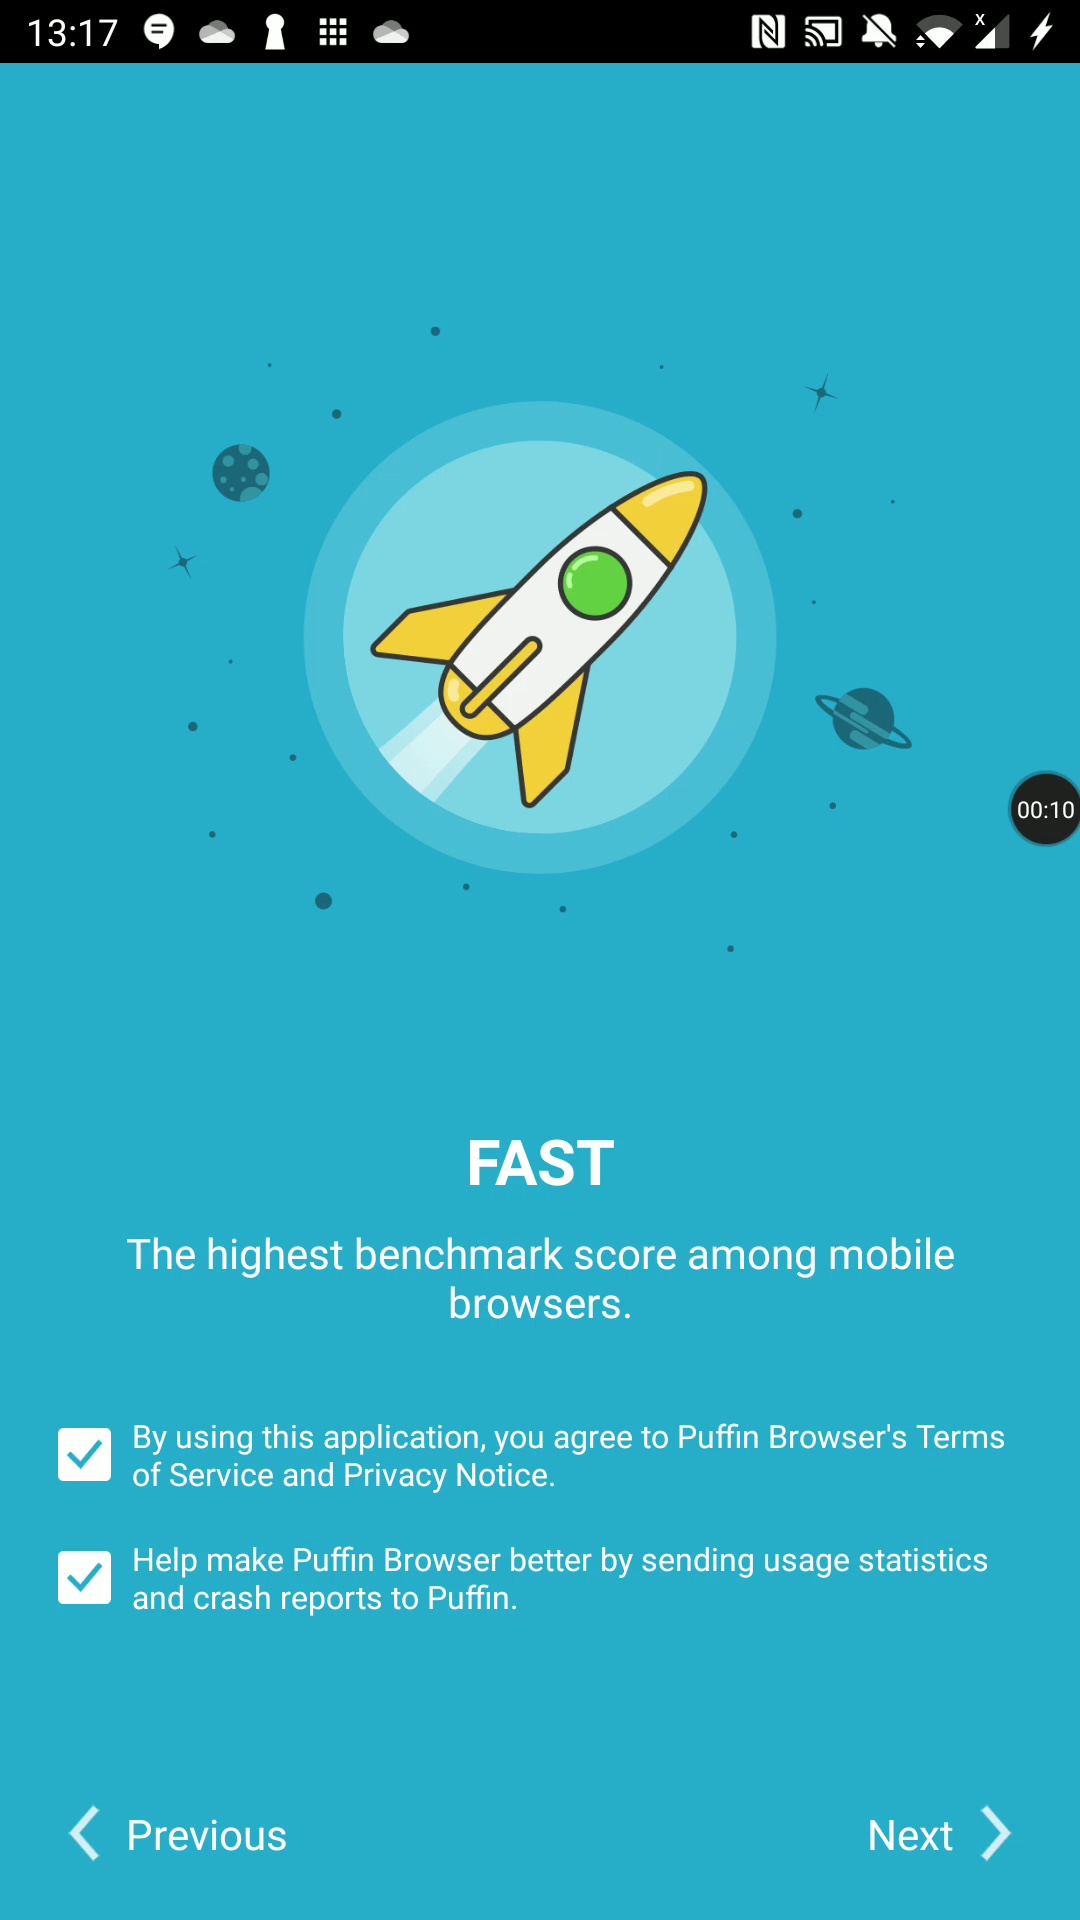 13:17
x
00:10
FAST
The highest benchmark score among mobile
browsers.
By using this application, you agree to Puffin Browser's Terms
of Service and Privacy Notice.
Help make Puffin Browser better by sending usage statistics
and crash reports to Puffin.
Previous
Next